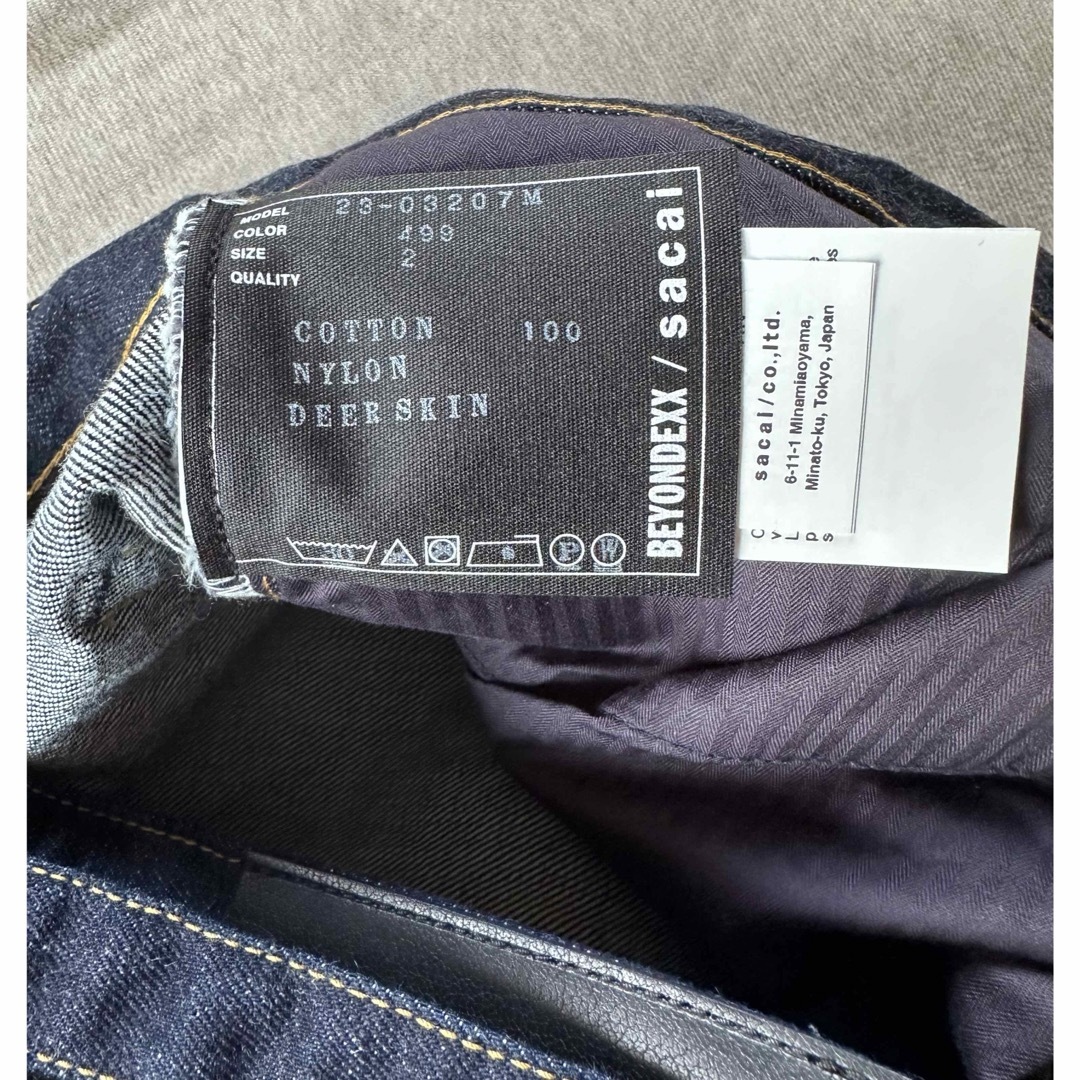 MODEL 23-03207M
COLOR 499
SIZE 2
QUALITY
COTTON 100
NYLON
DEER SKIN
BEYONDEXX / sacai
sacai/co.,ltd.
6-11-1 Minamiaoyama,
Minato-ku, Tokyo, Japan
C
v
L
p
s